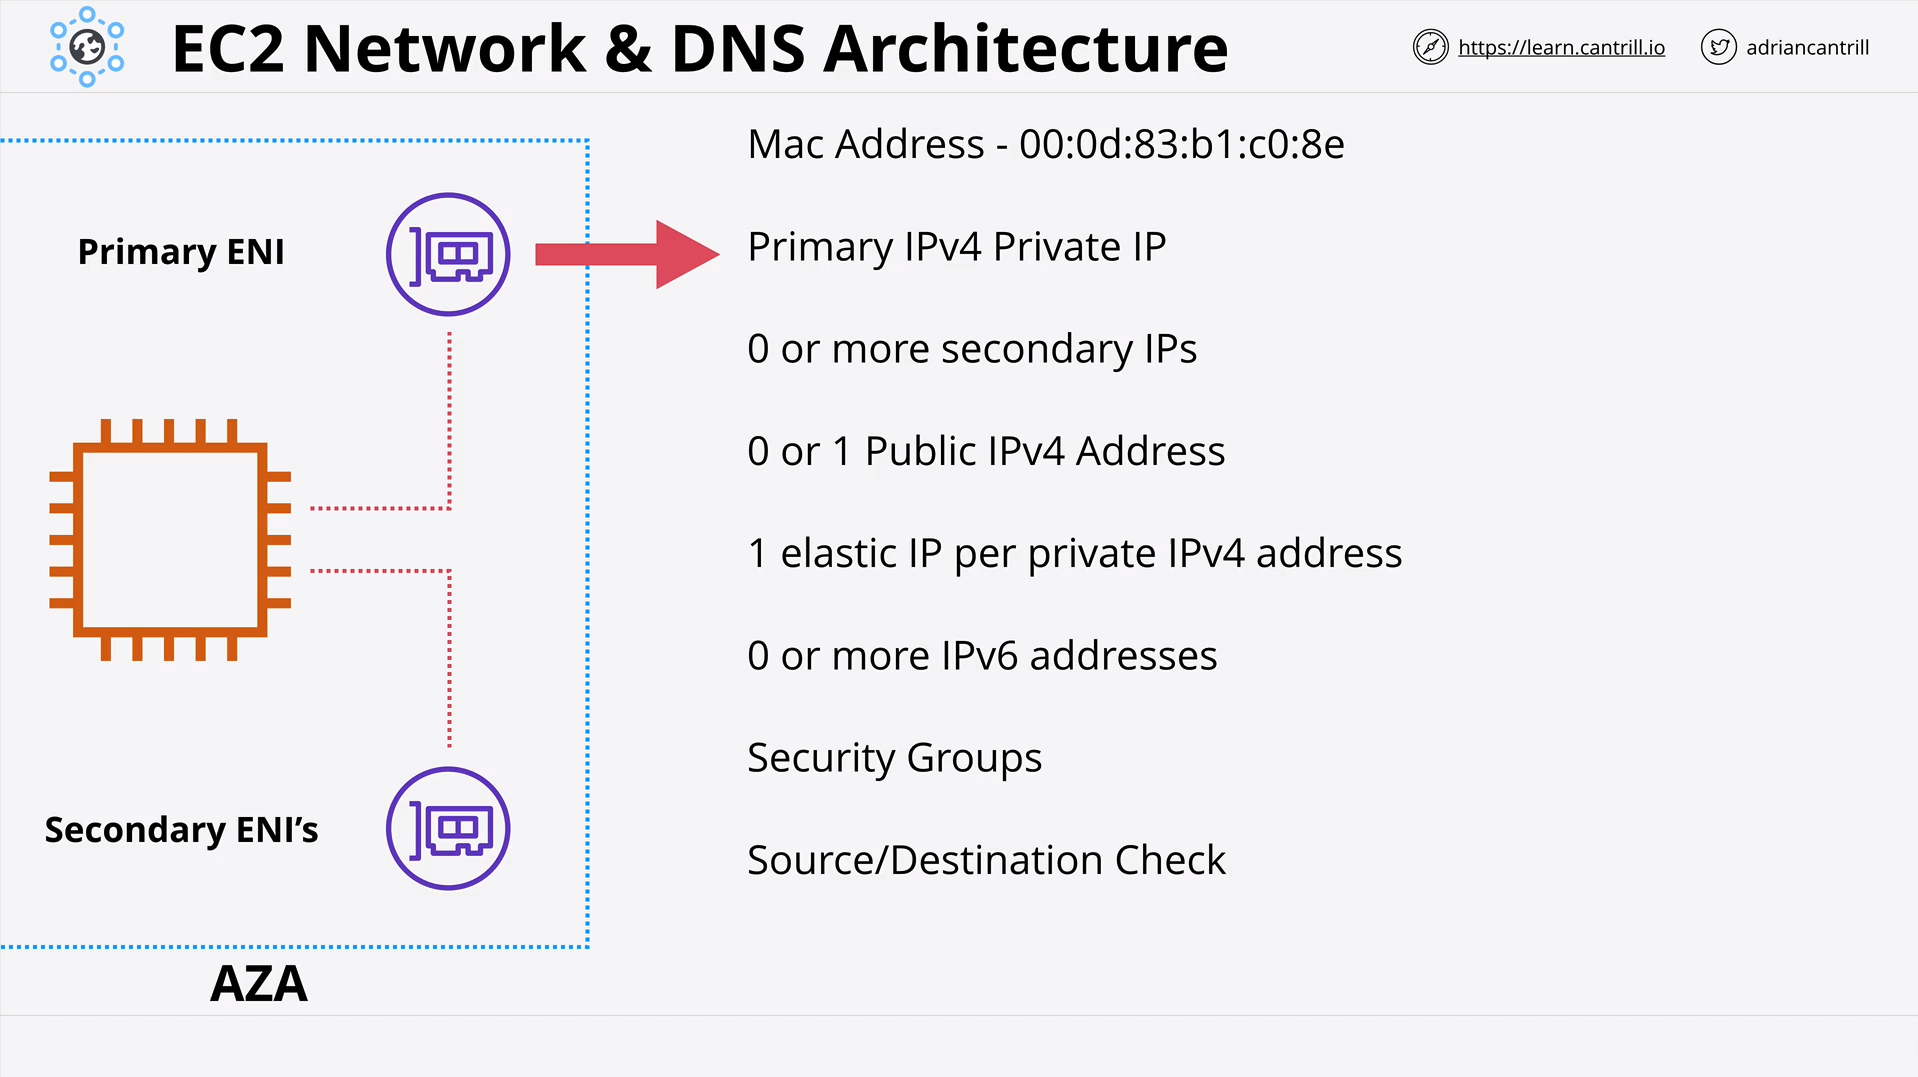 EC2 Network & DNS Architecture
https://learn.cantrill.io
adriancantrill
Mac Address - 00:0d:83:b1:c0:8e
Primary ENI
Primary IPv4 Private IP
0 or more secondary IPs
0 or 1 Public IPv4 Address
1 elastic IP per private IPv4 address
0 or more IPv6 addresses
Security Groups
Secondary ENI’s
Source/Destination Check
AZA